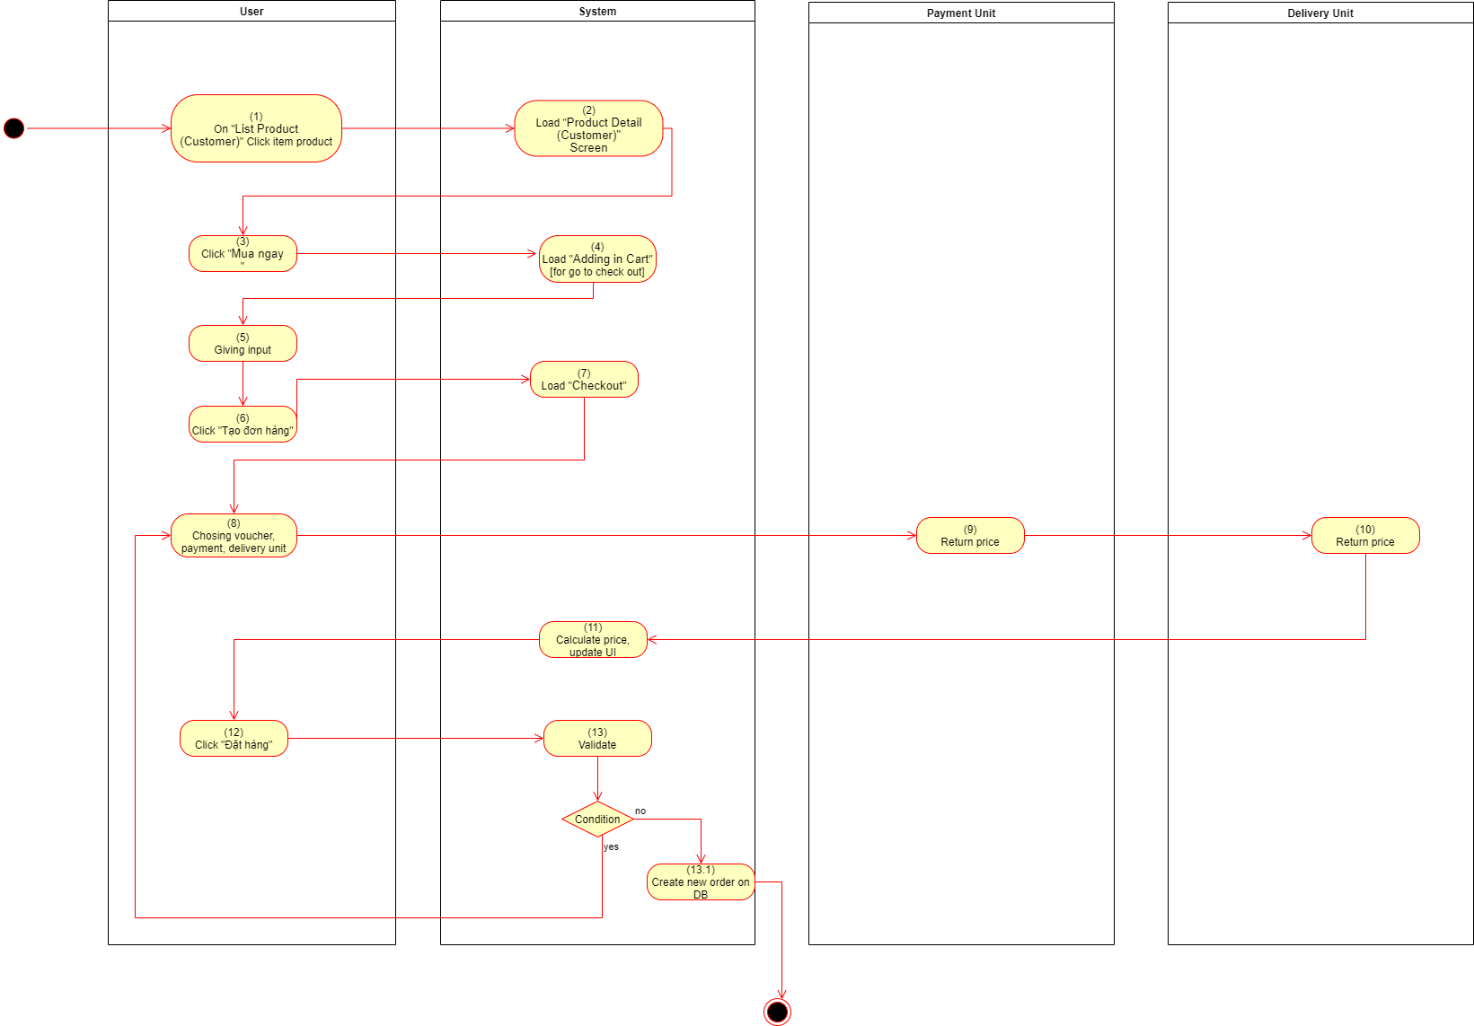 User
System
Payment Unit
Delivery Unit
(1)
On "List Product
(Customer)" Click item product
(2)
Load "Product Detail
(Customer)"
Screen
(3)
Click "Mua ngay
"
(4)
Load "Adding in Cart"
[for go to check out]
(5)
Giving input
(6)
Click "Tạo đơn hàng"
(7)
Load "Checkout"
(8)
Chosing voucher,
payment, delivery unit
(9)
Return price
(10)
Return price
(11)
Calculate price,
update UI
(12)
Click "Đặt hàng"
(13)
Validate
Condition
no
yes
(13.1)
Create new order on
DB